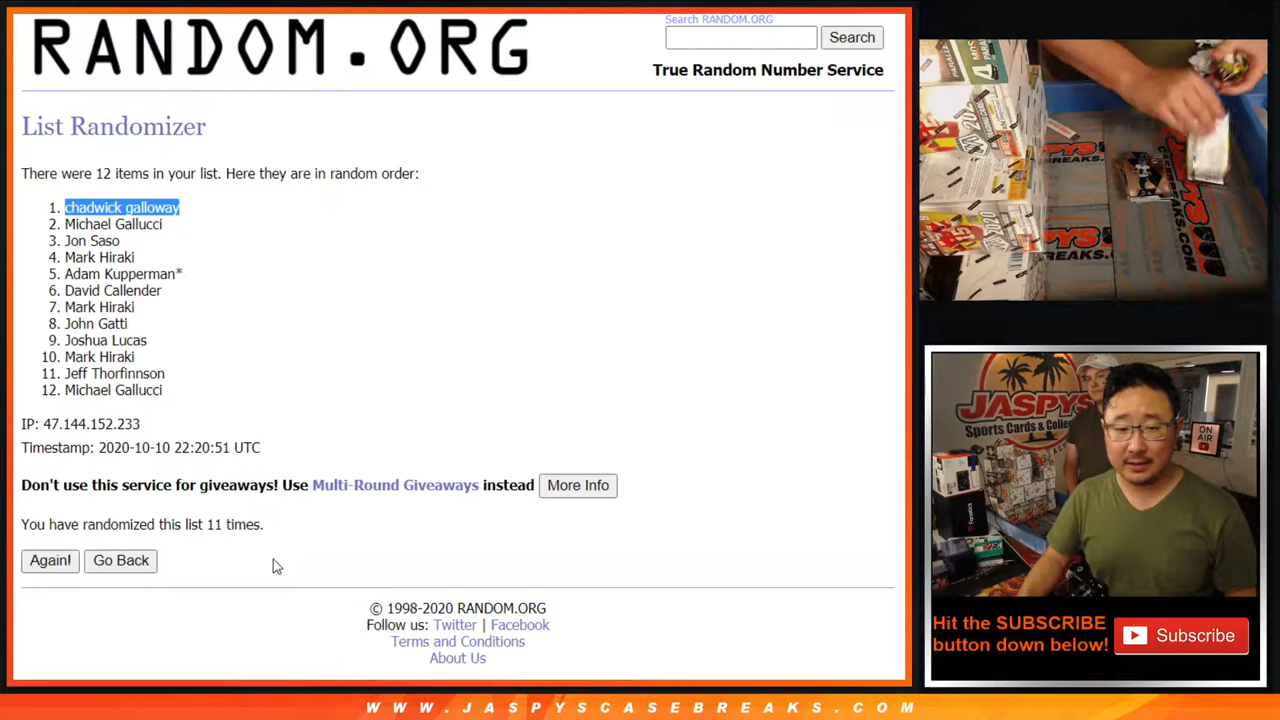 RANDOM.ORG
Search RANDOM.ORG
Search
True Random Number Service
List Randomizer
There were 12 items in your list. Here they are in random order:
1. chadwick galloway
2. Michael Gallucci
3. Jon Saso
4. Mark Hiraki
5. Adam Kupperman*
6. David Callender
7. Mark Hiraki
8. John Gatti
9. Joshua Lucas
10. Mark Hiraki
11. Jeff Thorfinnson
12. Michael Gallucci
IP: 47.144.152.233
Timestamp: 2020-10-10 22:20:51 UTC
Don't use this service for giveaways! Use Multi-Round Giveaways instead More Info
You have randomized this list 11 times.
Again! Go Back
© 1998-2020 RANDOM.ORG
Follow us: Twitter | Facebook
Terms and Conditions
About Us
JASPYS
Sports Cards &
ON AIR
Hit the SUBSCRIBE
button down below!
Subscribe
WWW.JASPYSCASEBREAKS.COM